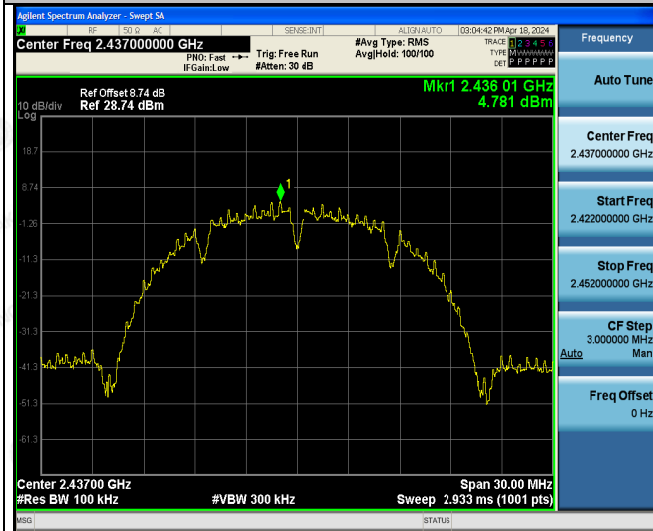 Agilent Spectrum Analyzer - Swept SA
RF 50 Ω AC SENSE:INT ALIGN AUTO 03:04:42 PM Apr 18, 2024
Center Freq 2.437000000 GHz
PNO: Fast
IFGain:Low
Trig: Free Run
#Atten: 30 dB
#Avg Type: RMS
Avg|Hold: 100/100
TRACE 1 2 3 4 5 6
TYPE M
DET P P P P P P
Mkr1 2.436 01 GHz
4.781 dBm
Ref Offset 8.74 dB
10 dB/div Ref 28.74 dBm
Log
1
18.7
8.74
-1.26
-11.3
-21.3
-31.3
-41.3
-51.3
-61.3
Center 2.43700 GHz Span 30.00 MHz
#Res BW 100 kHz #VBW 300 kHz Sweep 2.933 ms (1001 pts)
MSG STATUS
Frequency
Auto Tune
Center Freq
2.437000000 GHz
Start Freq
2.422000000 GHz
Stop Freq
2.452000000 GHz
CF Step
3.000000 MHz
Auto Man
Freq Offset
0 Hz